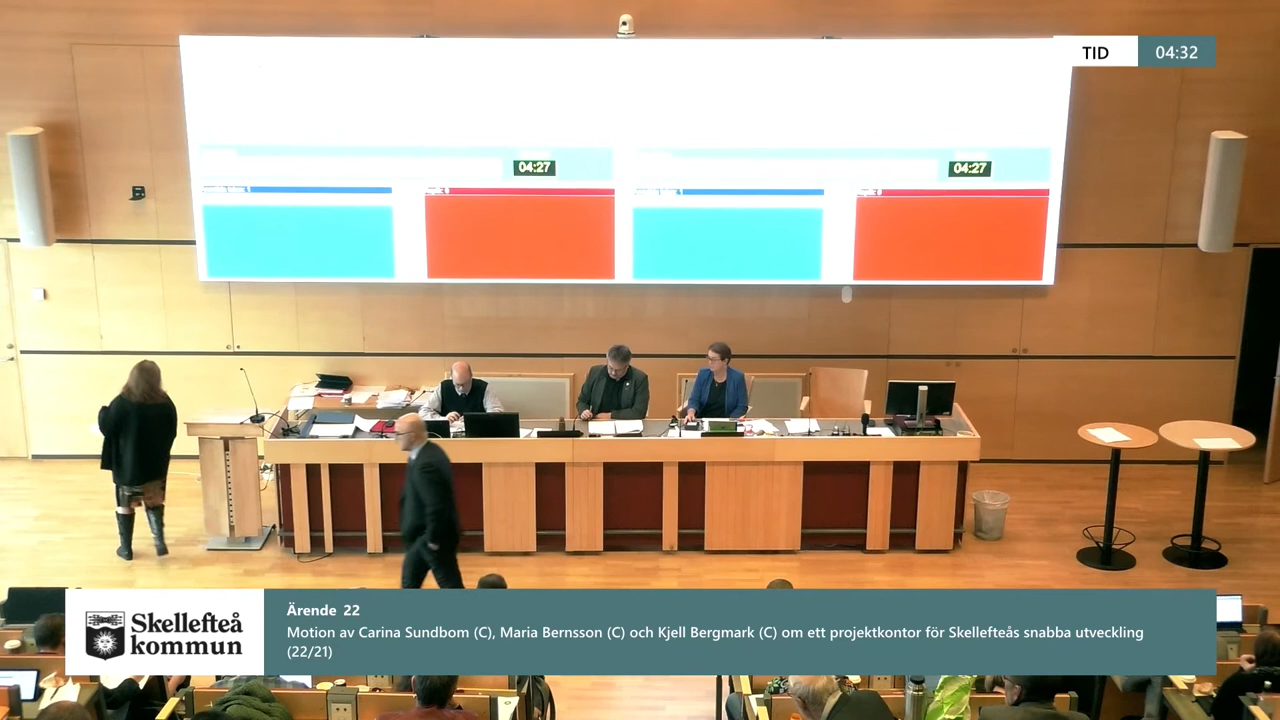 TID 04:32
04:27 04:27
Skellefteå
kommun
Ärende 22
Motion av Carina Sundbom (C), Maria Bernsson (C) och Kjell Bergmark (C) om ett projektkontor för Skellefteås snabba utveckling
(22/21)